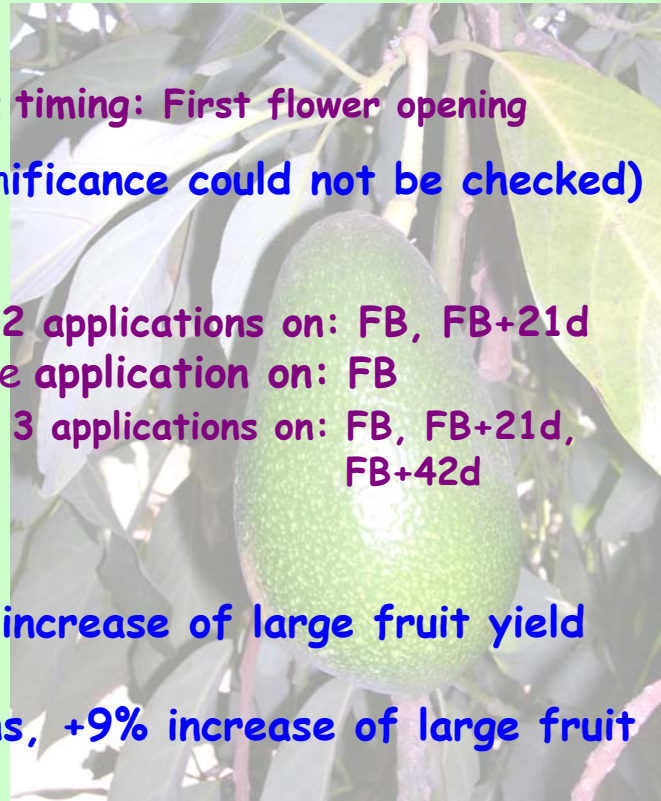 timing: First flower opening
nificance could not be checked)
2 applications on: FB, FB+21d
e application on: FB
3 applications on: FB, FB+21d,
FB+42d
increase of large fruit yield
s, +9% increase of large fruit